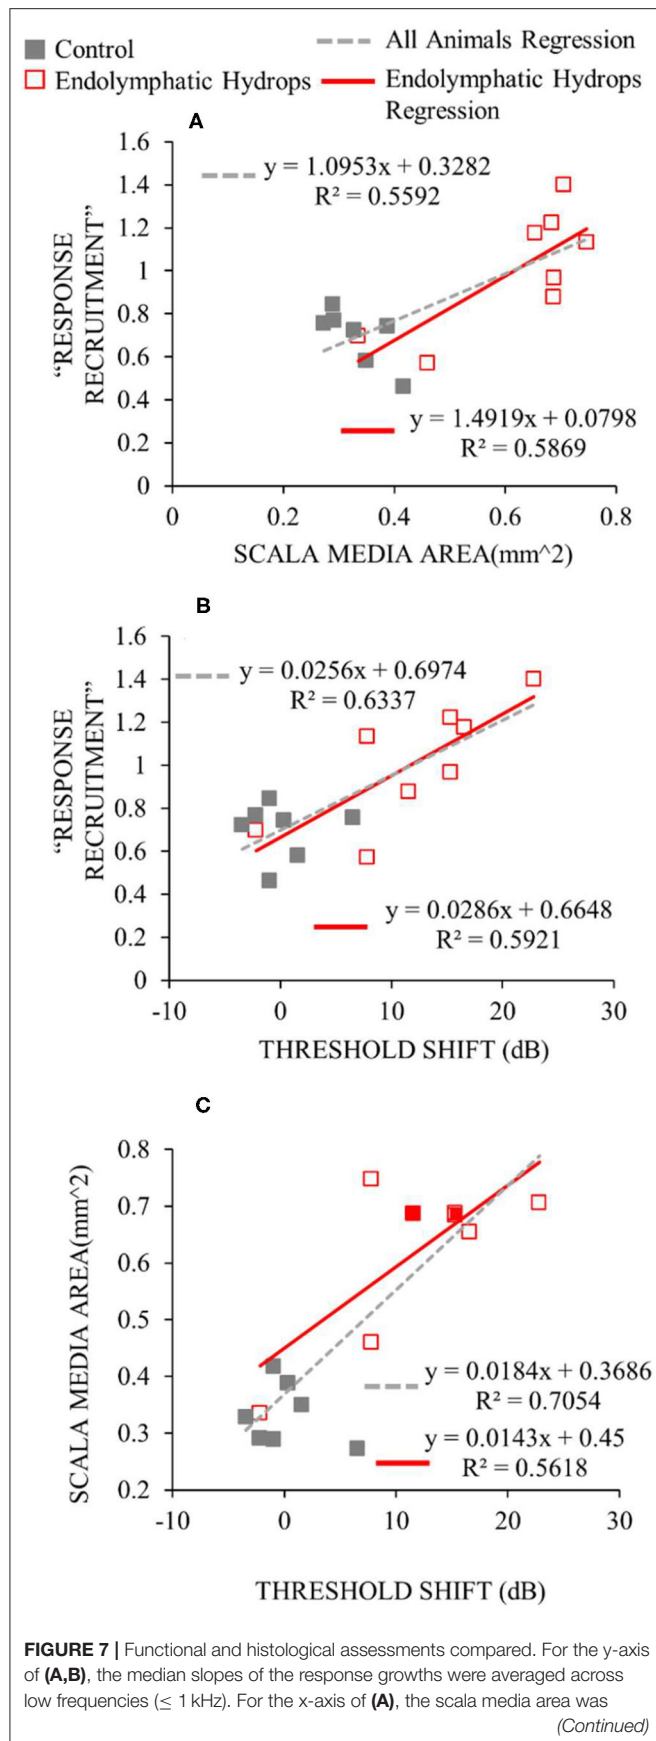 Control
All Animals Regression
Endolymphatic Hydrops
Endolymphatic Hydrops
Regression
A
1.6
1.4
1.2
1
0.8
0.6
0.4
0.2
0
“RESPONSE
RECRUITMENT”
y = 1.0953x + 0.3282
R² = 0.5592
y = 1.4919x + 0.0798
R² = 0.5869
0 0.2 0.4 0.6 0.8
SCALA MEDIA AREA(mm^2)
B
1.6
1.4
1.2
1
0.8
0.6
0.4
0.2
0
“RESPONSE
RECRUITMENT”
y = 0.0256x + 0.6974
R² = 0.6337
y = 0.0286x + 0.6648
R² = 0.5921
-10 0 10 20 30
THRESHOLD SHIFT (dB)
C
0.8
0.7
0.6
0.5
0.4
0.3
0.2
SCALA MEDIA AREA(mm^2)
y = 0.0184x + 0.3686
R² = 0.7054
y = 0.0143x + 0.45
R² = 0.5618
-10 0 10 20 30
THRESHOLD SHIFT (dB)
FIGURE 7 | Functional and histological assessments compared. For the y-axis
of (A,B), the median slopes of the response growths were averaged across
low frequencies (≤ 1 kHz). For the x-axis of (A), the scala media area was
(Continued)